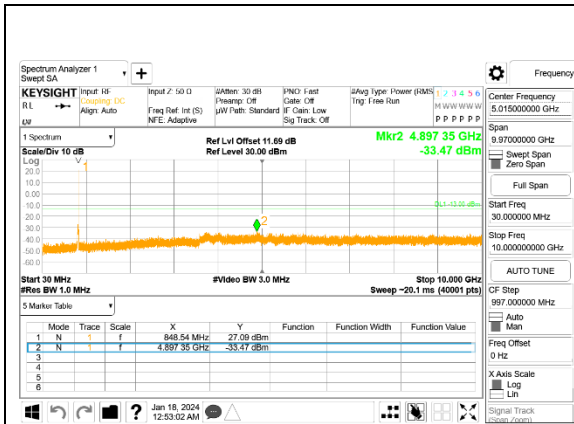 Spectrum Analyzer 1
Swept SA
Frequency
KEYSIGHT
RL
Input: RF
Coupling: DC
Align: Auto
Input Z: 50 Ω
Freq Ref: Int (S)
NFE: Adaptive
#Atten: 30 dB
Preamp: Off
µW Path: Standard
PNO: Fast
Gate: Off
IF Gain: Low
Sig Track: Off
#Avg Type: Power (RMS
Trig: Free Run
1 2 3 4 5 6
M W W W W W
P P P P P P
1 Spectrum
Scale/Div 10 dB
Ref Lvl Offset 11.69 dB
Ref Level 30.00 dBm
Mkr2 4.897 35 GHz
-33.47 dBm
Log
20.0
10.0
0.00
10.0
20.0
30.0
40.0
50.0
-60.0
1
2
DL1 -13.00 dBm
Start 30 MHz
#Res BW 1.0 MHz
#Video BW 3.0 MHz
Stop 10.000 GHz
Sweep ~20.1 ms (40001 pts)
5 Marker Table
Mode Trace Scale X Y Function Function Width Function Value
1 N 1 f 848.54 MHz 27.09 dBm
2 N 1 f 4.897 35 GHz -33.47 dBm
3
4
5
6
Center Frequency
5.015000000 GHz
Span
9.97000000 GHz
Swept Span
Zero Span
Full Span
Start Freq
30.000000 MHz
Stop Freq
10.000000000 GHz
AUTO TUNE
CF Step
997.000000 MHz
Auto
Man
Freq Offset
0 Hz
X Axis Scale
Log
Lin
Signal Track
(Span Zoom)
Jan 18, 2024
12:53:02 AM